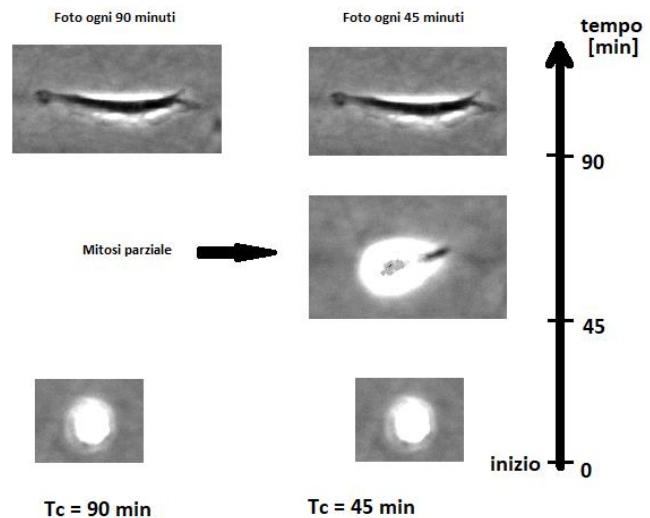 Foto ogni 90 minuti
Foto ogni 45 minuti
tempo
[min]
90
Mitosi parziale
45
inizio
0
Tc = 90 min
Tc = 45 min